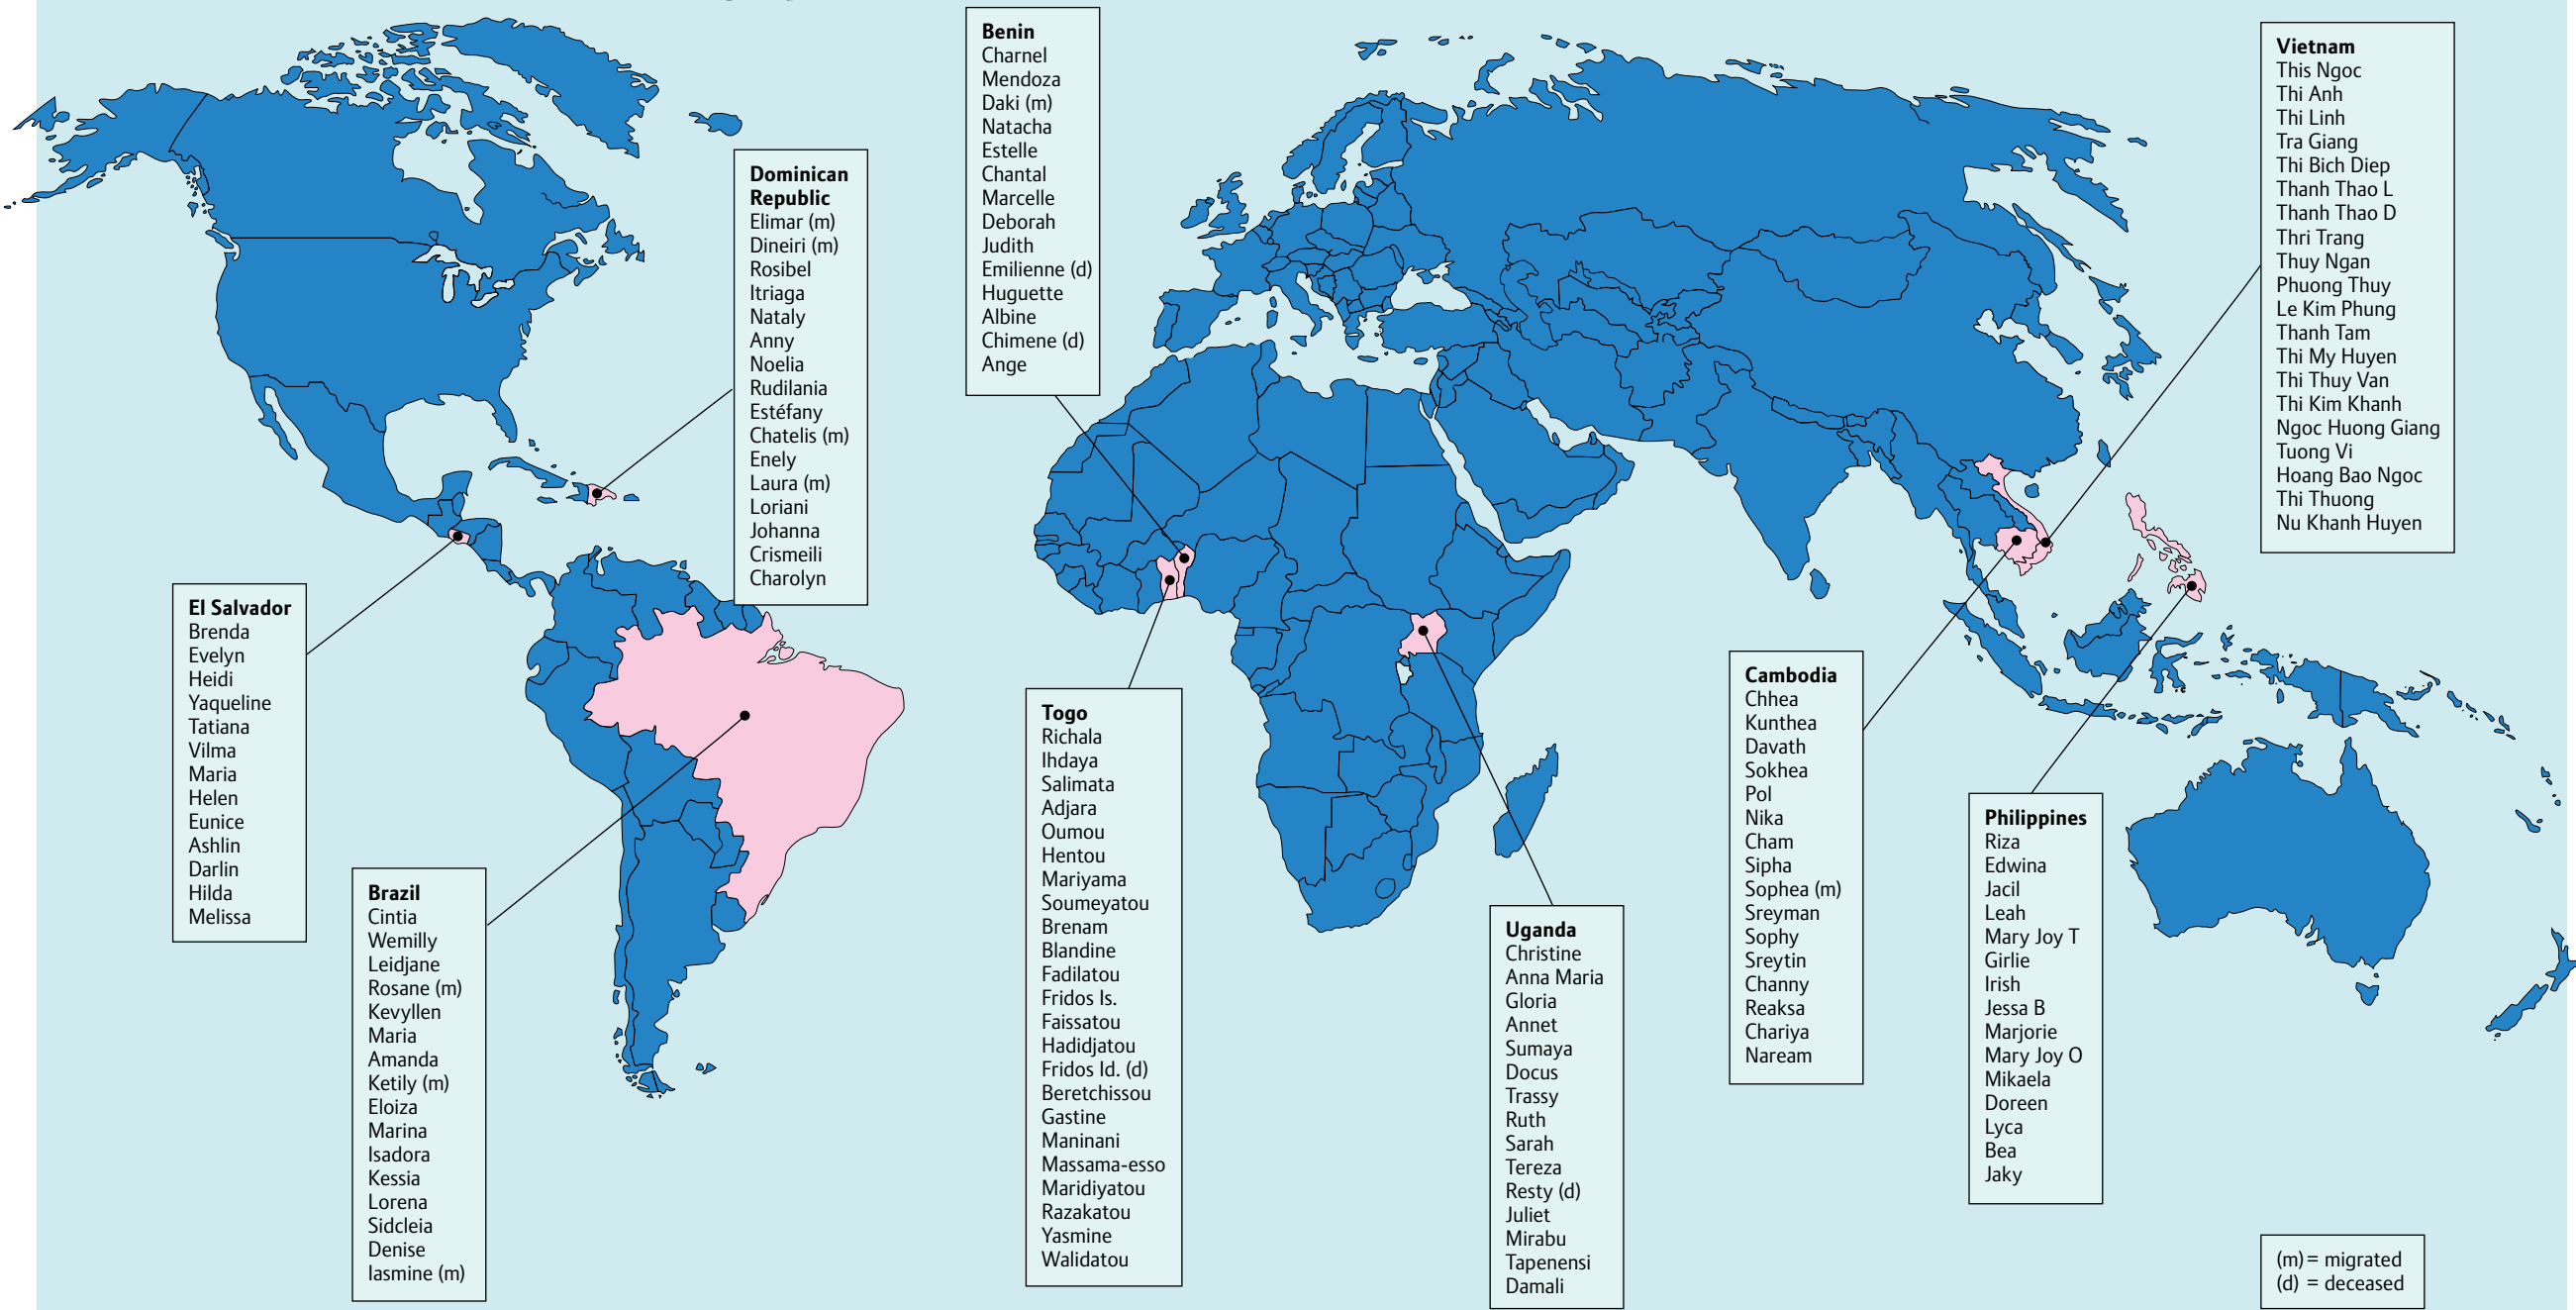 Benin
Charnel
Mendoza
Daki (m)
Natacha
Estelle
Chantal
Marcelle
Deborah
Judith
Emilienne (d)
Huguette
Albine
Chimene (d)
Ange
Vietnam
This Ngoc
Thi Anh
Thi Linh
Tra Giang
Thi Bich Diep
Thanh Thao L
Thanh Thao D
Thri Trang
Thuy Ngan
Phuong Thuy
Le Kim Phung
Thanh Tam
Thi My Huyen
Thi Thuy Van
Thi Kim Khanh
Ngoc Huong Giang
Tuong Vi
Hoang Bao Ngoc
Thi Thuong
Nu Khanh Huyen
Dominican
Republic
Elimar (m)
Dineiri (m)
Rosibel
Itriaga
Nataly
Anny
Noelia
Rudilania
Estéfany
Chatelis (m)
Enely
Laura (m)
Loriani
Johanna
Crismeili
Charolyn
El Salvador
Brenda
Evelyn
Heidi
Yaqueline
Tatiana
Vilma
Maria
Helen
Eunice
Ashlin
Darlin
Hilda
Melissa
Brazil
Cintia
Wemilly
Leidjane
Rosane (m)
Kevyllen
Maria
Amanda
Ketily (m)
Eloiza
Marina
Isadora
Kessia
Lorena
Sidcleia
Denise
Iasmine (m)
Togo
Richala
Ihdaya
Salimata
Adjara
Oumou
Hentou
Mariyama
Soumeyatou
Brenam
Blandine
Fadilatou
Fridos Is.
Faissatou
Hadidjatou
Fridos Id. (d)
Beretchissou
Gastine
Maninani
Massama-esso
Maridiyatou
Razakatou
Yasmine
Walidatou
Uganda
Christine
Anna Maria
Gloria
Annet
Sumaya
Docus
Trassy
Ruth
Sarah
Tereza
Resty (d)
Juliet
Mirabu
Tapenensi
Damali
Cambodia
Chhea
Kunthea
Davath
Sokhea
Pol
Nika
Cham
Sipha
Sophea (m)
Sreyman
Sophy
Sreytin
Channy
Reaksa
Chariya
Naream
Philippines
Riza
Edwina
Jacil
Leah
Mary Joy T
Girlie
Irish
Jessa B
Marjorie
Mary Joy O
Mikaela
Doreen
Lyca
Bea
Jaky
(m) = migrated
(d) = deceased